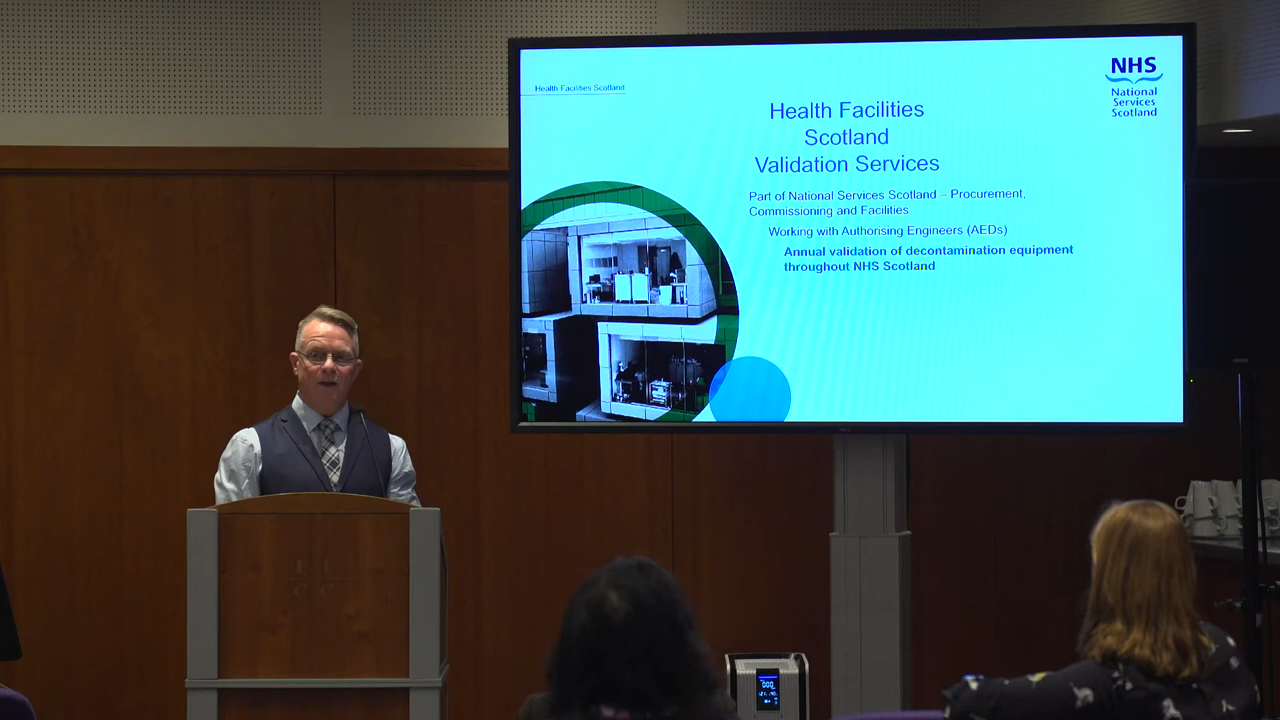 Health Facilities Scotland
NHS
National
Services
Scotland
Health Facilities
Scotland
Validation Services
Part of National Services Scotland – Procurement,
Commissioning and Facilities
Working with Authorising Engineers (AEDs)
Annual validation of decontamination equipment
throughout NHS Scotland
E I
C C
000